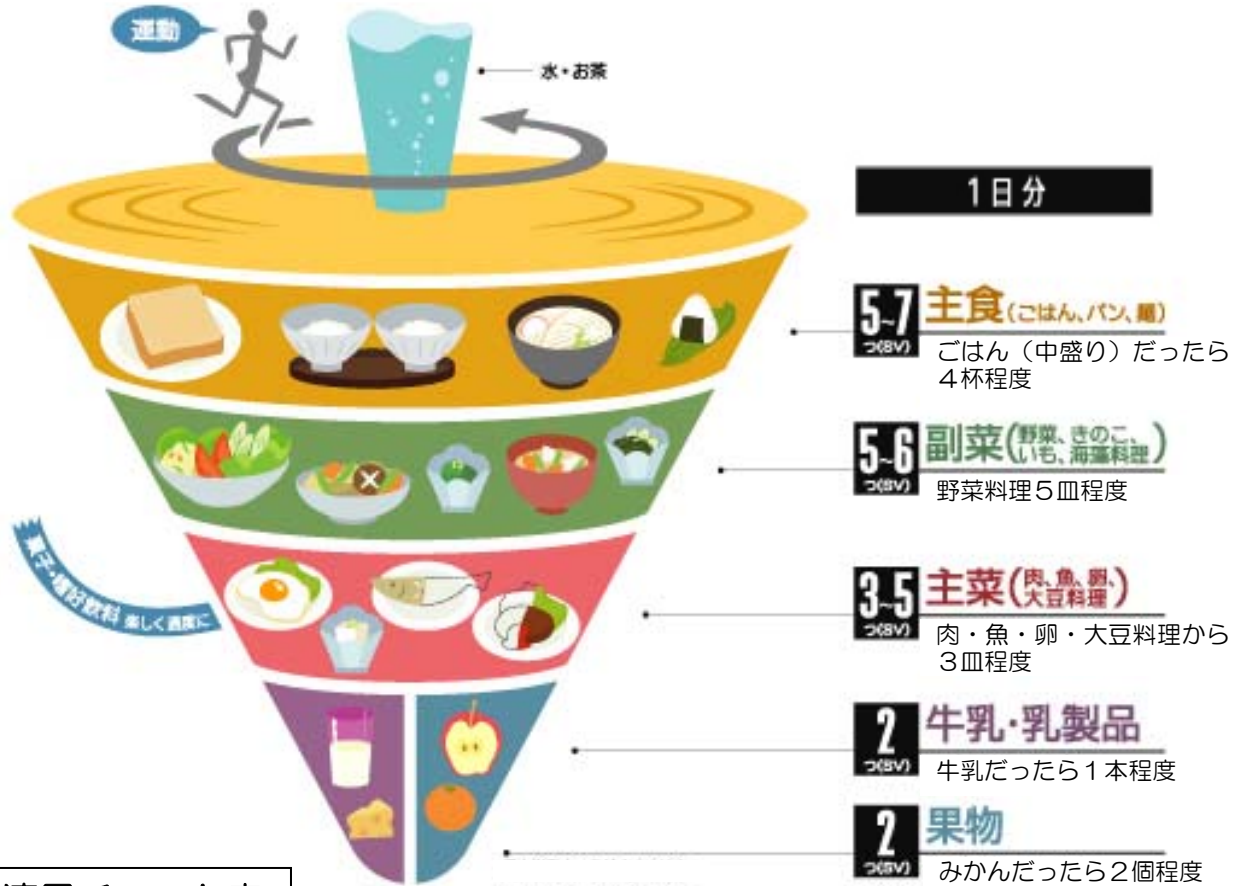 運動
水・お茶
1日分
5~7
つ(SV)
主食(ごはん、パン、麺)
ごはん(中盛り)だったら
4杯程度
5~6
つ(SV)
副菜(野菜、きのこ、
いも、海藻料理)
野菜料理5皿程度
菓子・嗜好飲料 楽しく適度に
3~5
つ(SV)
主菜(肉、魚、卵、
大豆料理)
肉・魚・卵・大豆料理から
3皿程度
2
つ(SV)
牛乳・乳製品
牛乳だったら1本程度
2
つ(SV)
果物
みかんだったら2個程度